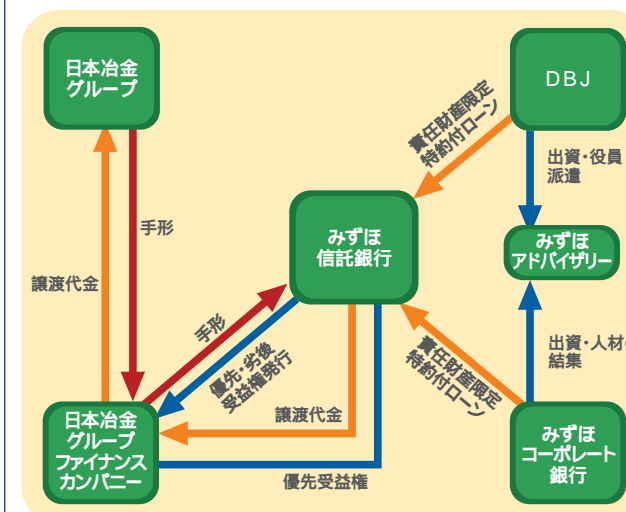 日本冶金
グループ
DBJ
責任財産限定
特約付ローン
出資・役員
派遣
手形
みずほ
信託銀行
みずほ
アドバイザリー
譲渡代金
手形
優先・劣後
受益権発行
責任財産限定
特約付ローン
出資・人材の
結集
譲渡代金
日本冶金
グループ
ファイナンス
カンパニー
みずほ
コーポレート
銀行
優先受益権